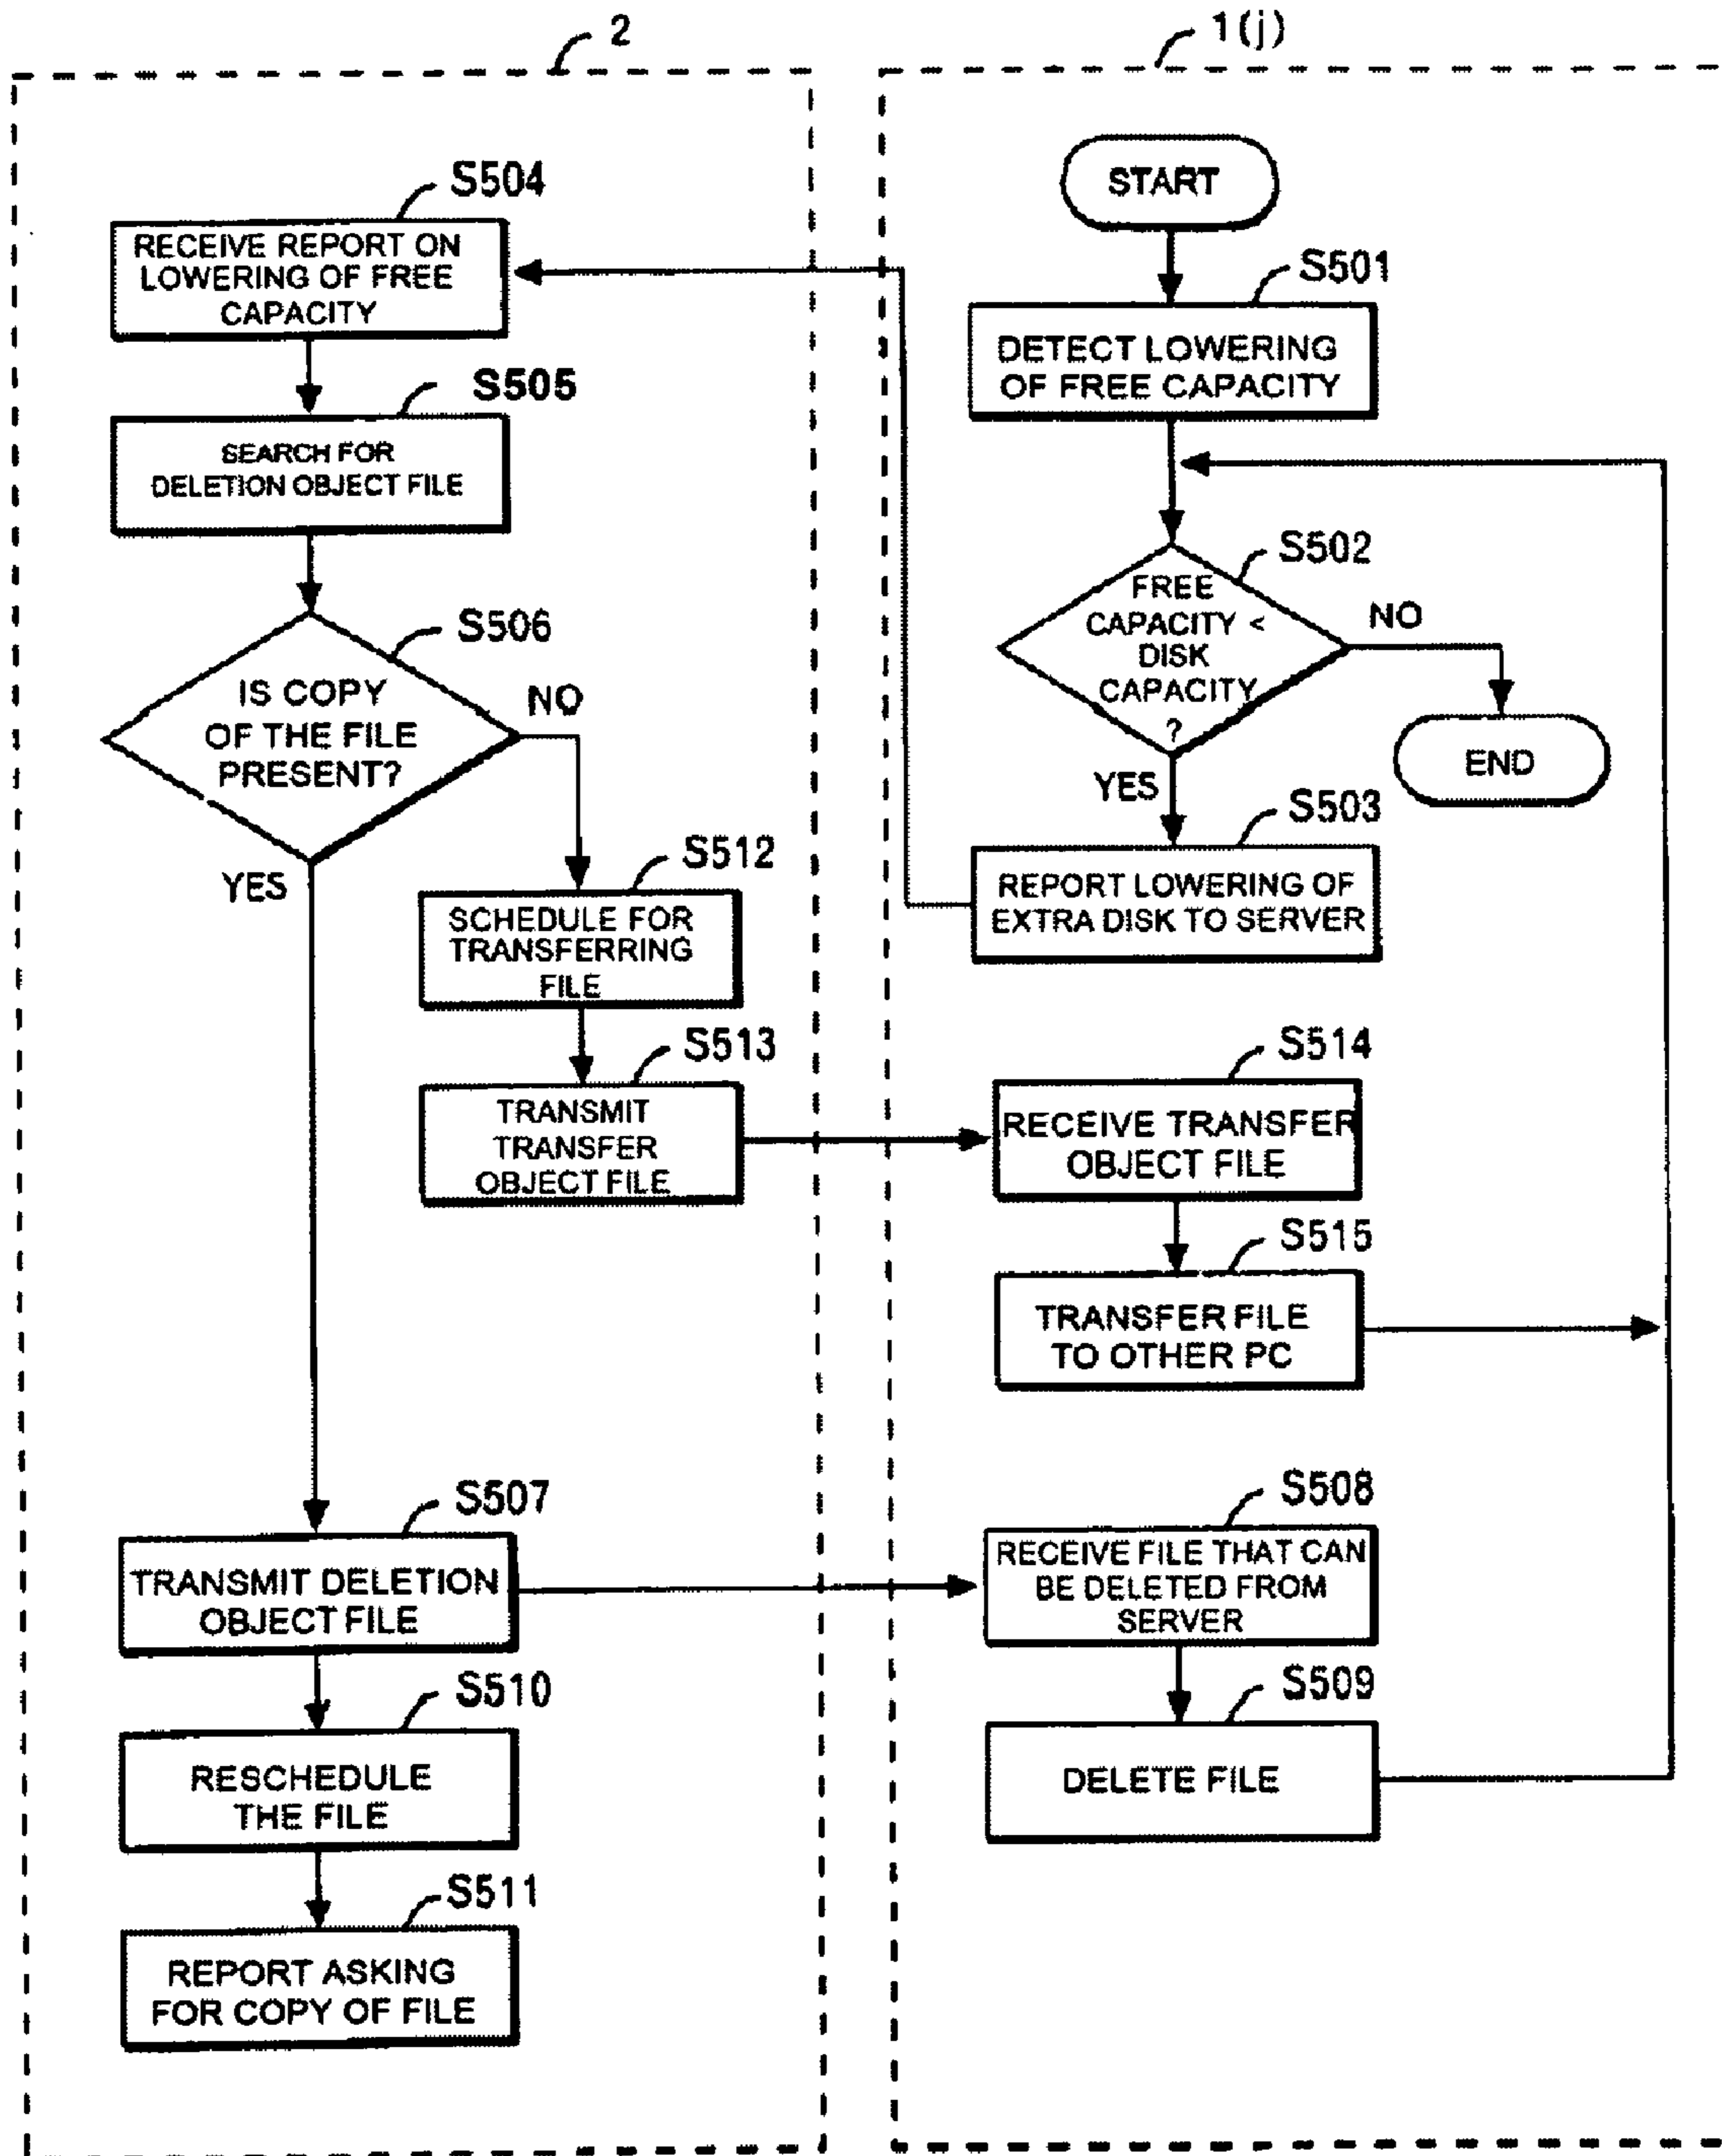 2
1(j)
START
S501
DETECT LOWERING
OF FREE CAPACITY
S502
FREE
CAPACITY <
DISK
CAPACITY
?
NO
END
YES
S503
REPORT LOWERING OF
EXTRA DISK TO SERVER
S504
RECEIVE REPORT ON
LOWERING OF FREE
CAPACITY
S505
SEARCH FOR
DELETION OBJECT FILE
S506
IS COPY
OF THE FILE
PRESENT?
NO
YES
S512
SCHEDULE FOR
TRANSFERRING
FILE
S513
TRANSMIT
TRANSFER
OBJECT FILE
S514
RECEIVE TRANSFER
OBJECT FILE
S515
TRANSFER FILE
TO OTHER PC
S507
TRANSMIT DELETION
OBJECT FILE
S508
RECEIVE FILE THAT CAN
BE DELETED FROM
SERVER
S509
DELETE FILE
S510
RESCHEDULE
THE FILE
S511
REPORT ASKING
FOR COPY OF FILE